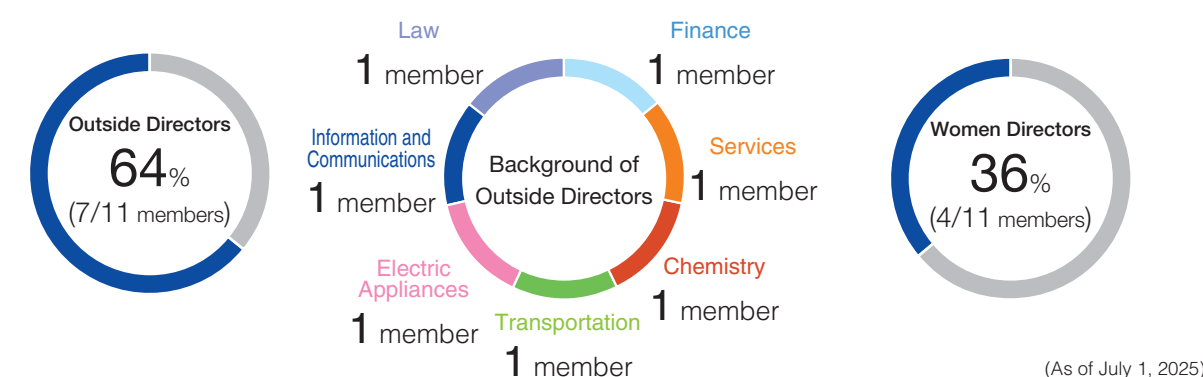 Outside Directors
64%
(7/11 members)
Law
1 member
Finance
1 member
Information and
Communications
1 member
Background of
Outside Directors
Services
1 member
Electric
Appliances
1 member
Transportation
1 member
Chemistry
1 member
Women Directors
36%
(4/11 members)
(As of July 1, 2025)